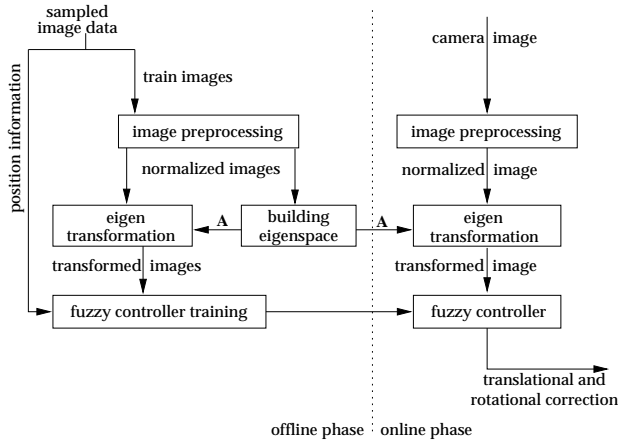 sampled
image data
camera image
train images
position information
image preprocessing
image preprocessing
normalized images
normalized image
eigen
transformation
A
building
eigenspace
A
eigen
transformation
transformed images
transformed image
fuzzy controller training
fuzzy controller
translational and
rotational correction
offline phase
online phase